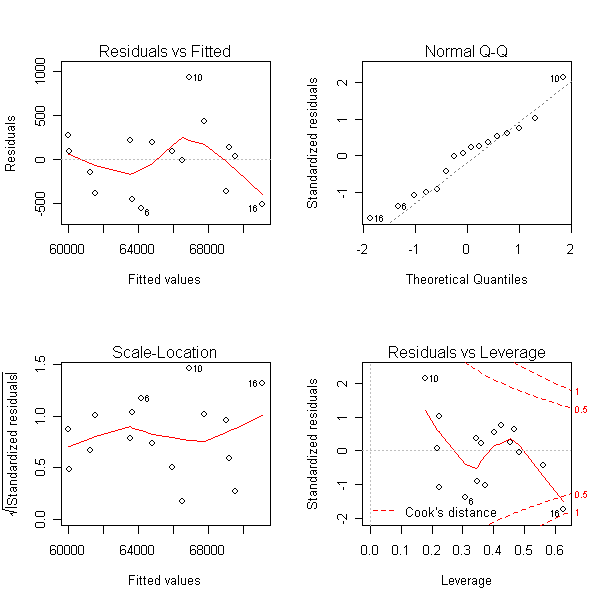 Residuals vs Fitted
Residuals
-500 0 500 1000
10
6
16
60000 64000 68000
Fitted values
Normal Q-Q
Standardized residuals
-1 0 1 2
10
6
16
-2 -1 0 1 2
Theoretical Quantiles
Scale-Location
√|Standardized residuals|
0.0 0.5 1.0 1.5
10
16
6
60000 64000 68000
Fitted values
Residuals vs Leverage
Standardized residuals
-2 -1 0 1 2
10
1
0.5
0.5
6
Cook's distance
16
1
0.0 0.1 0.2 0.3 0.4 0.5 0.6
Leverage